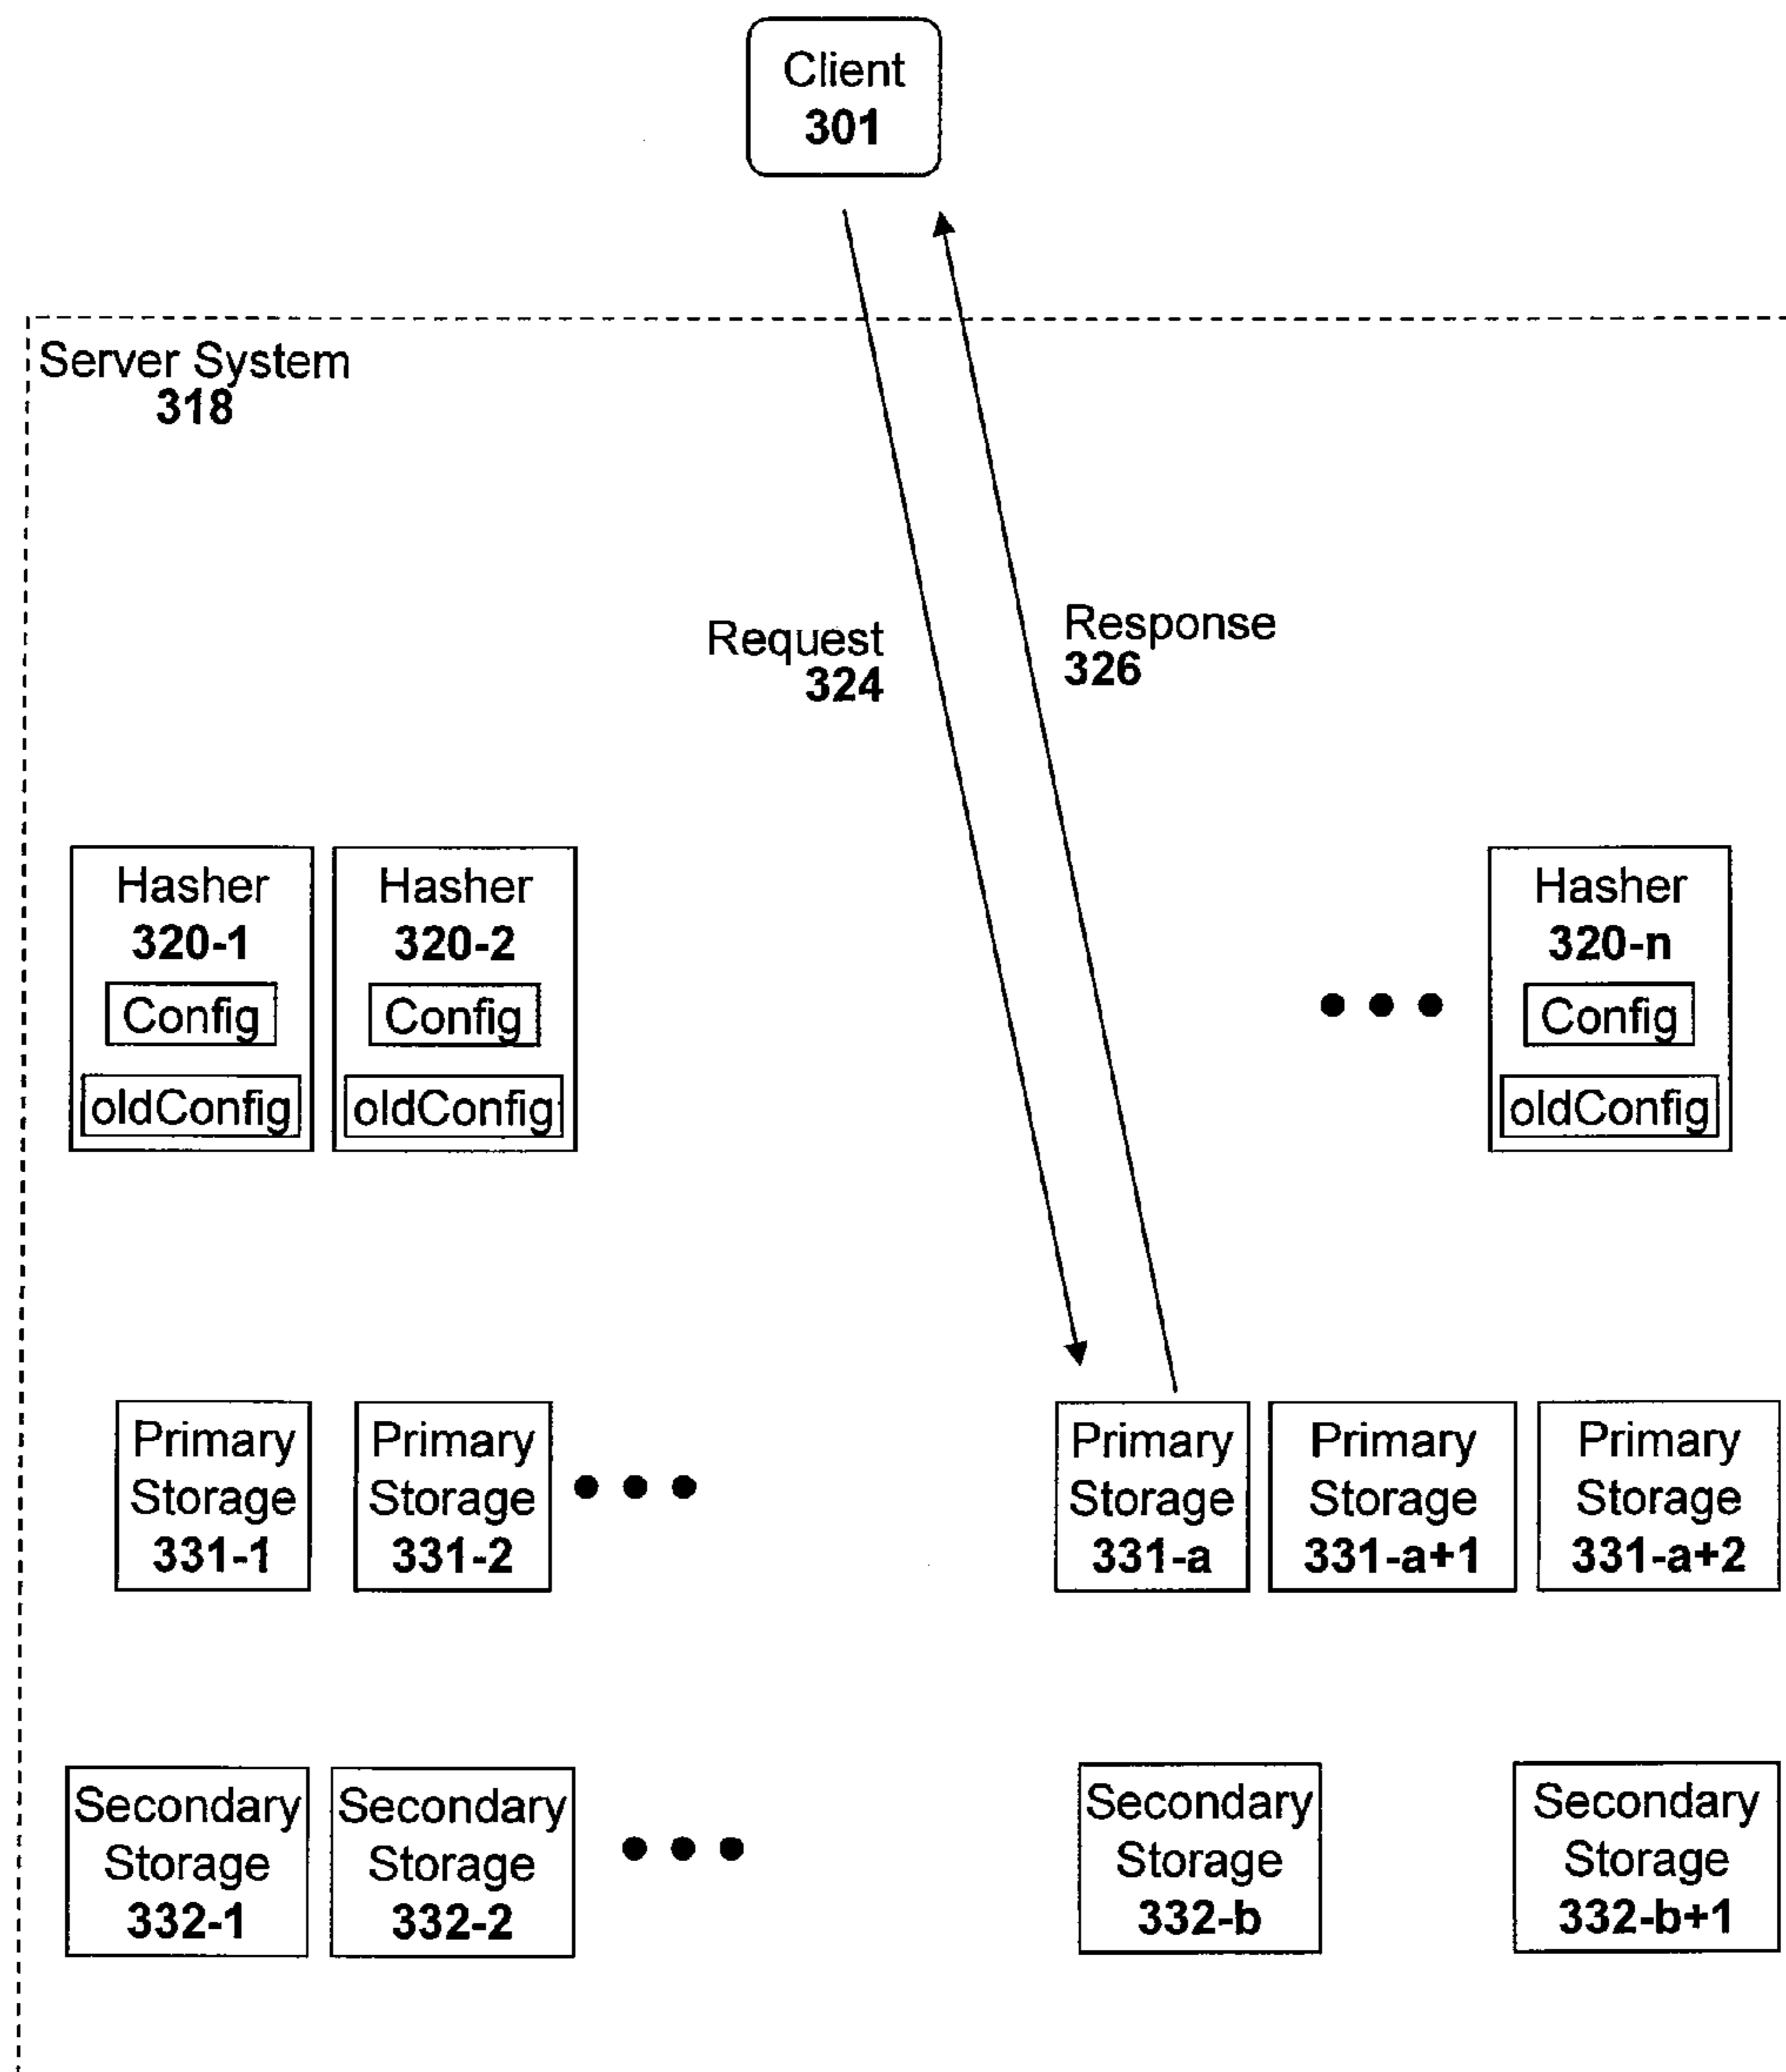 Client
301
Server System
318
Request
324
Response
326
Hasher
320-1
Config
oldConfig
Hasher
320-2
Config
oldConfig
Hasher
320-n
Config
oldConfig
Primary
Storage
331-1
Primary
Storage
331-2
Primary
Storage
331-a
Primary
Storage
331-a+1
Primary
Storage
331-a+2
Secondary
Storage
332-1
Secondary
Storage
332-2
Secondary
Storage
332-b
Secondary
Storage
332-b+1